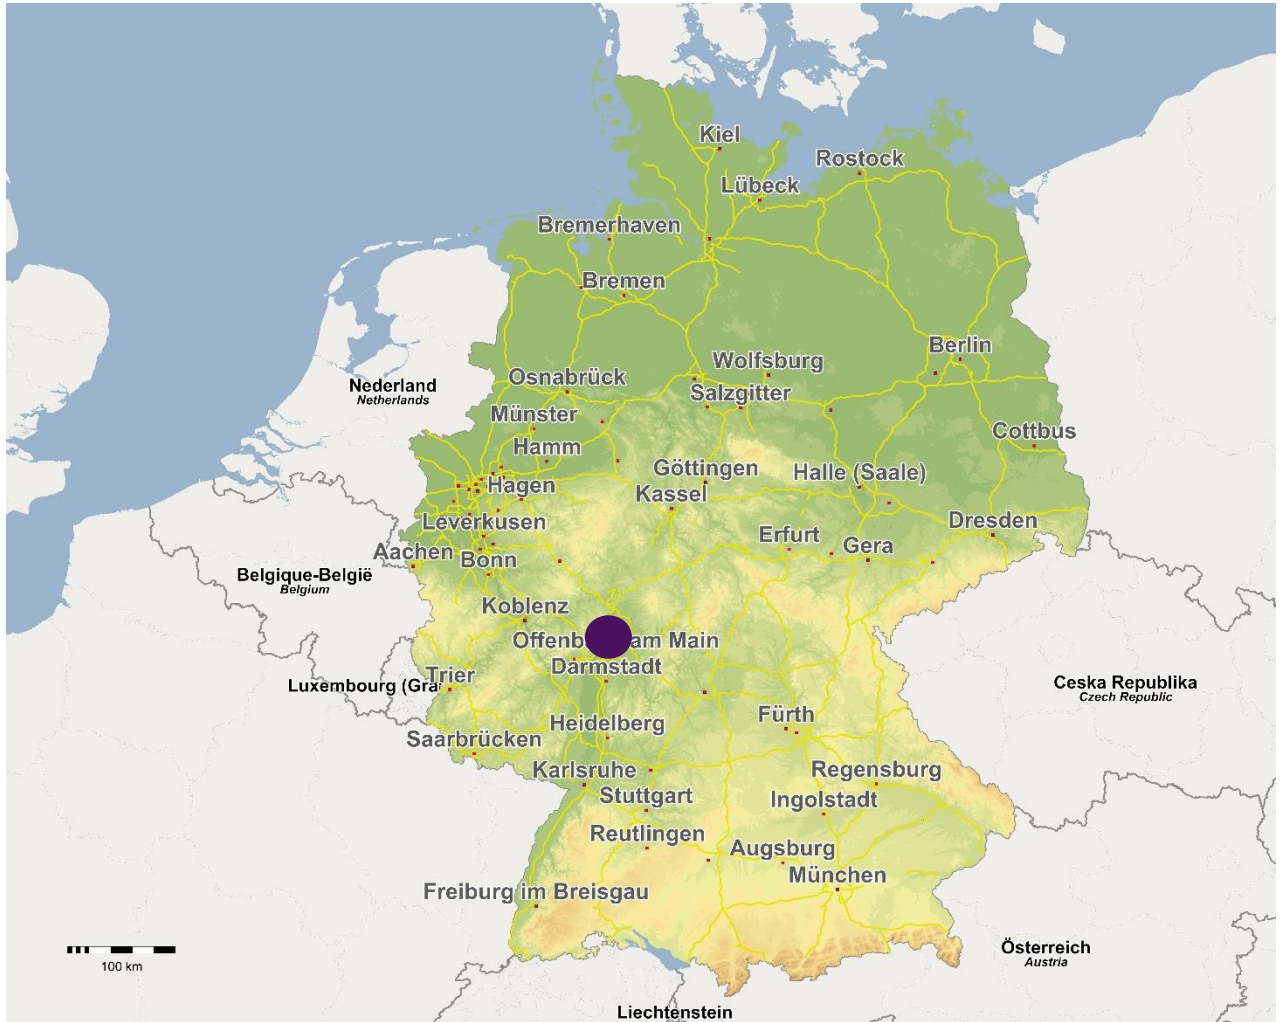 Kiel
Rostock
Lübeck
Bremerhaven
Bremen
Berlin
Wolfsburg
Nederland
Netherlands
Osnabrück
Salzgitter
Münster
Cottbus
Hamm
Göttingen
Halle (Saale)
Hagen
Kassel
Leverkusen
Dresden
Erfurt
Gera
Aachen
Bonn
Belgique-België
Belgium
Koblenz
am Main
Darmstadt
Trier
Luxembourg
Ceska Republika
Czech Republic
Fürth
Heidelberg
Saarbrücken
Karlsruhe
Regensburg
Stuttgart
Ingolstadt
Reutlingen
Augsburg
München
Freiburg im Breisgau
Österreich
Austria
100 km
Liechtenstein